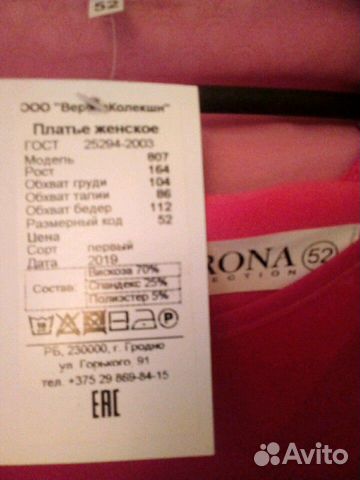 52
ООО "Верона Колекшн"
Платье женское
ГОСТ 25294-2003
Модель 807
Рост 164
Обхват груди 104
Обхват талии 86
Обхват бедер 112
Размерный код 52
Цена
Сорт первый
Дата 2019
Состав: Вискоза 70%
Спандекс 25%
Полиэстер 5%
РБ, 230000, г. Гродно
ул. Горького, 91
тел. +375 29 869-84-15
EAC
RONA 52
ECTION
Avito